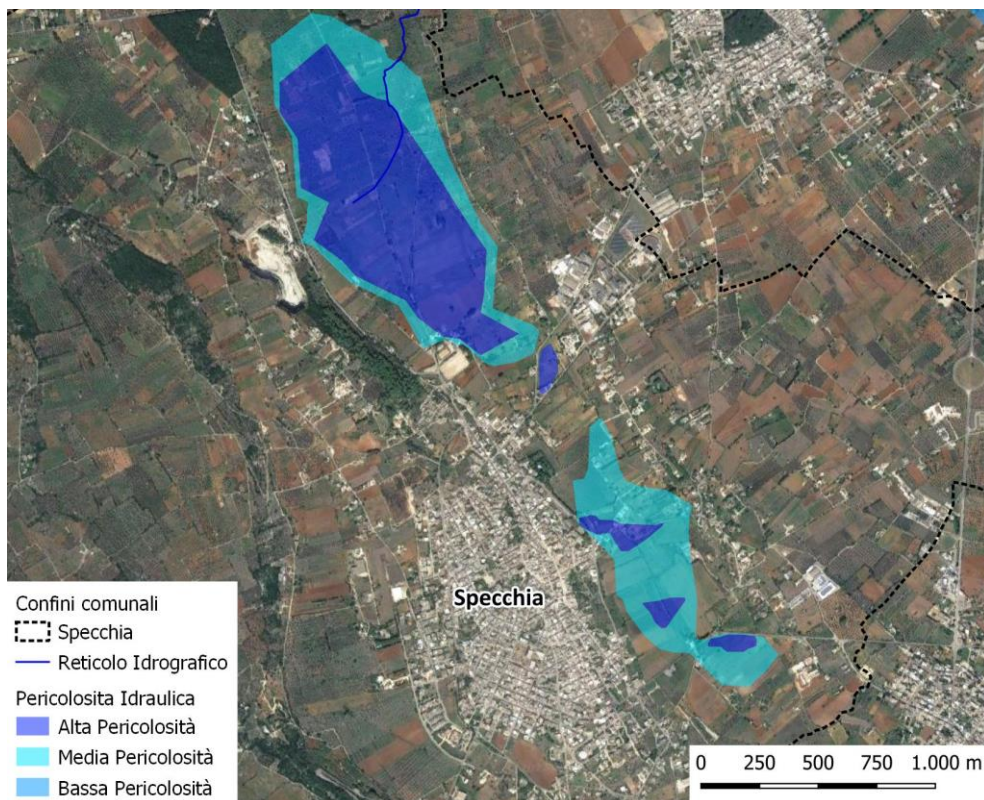 Specchia
Confini comunali
Specchia
Reticolo Idrografico
Pericolosita Idraulica
Alta Pericolosità
Media Pericolosità
Bassa Pericolosità
0 250 500 750 1.000 m